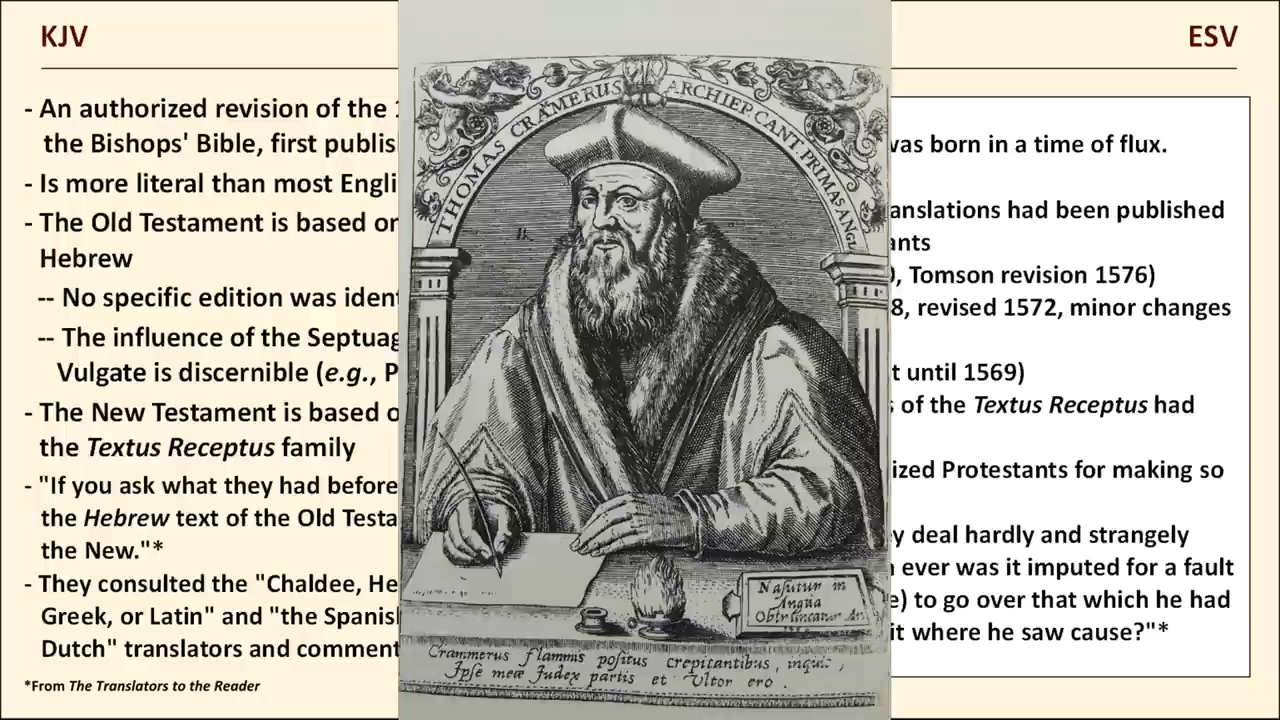 KJV
- An authorized revision of the
the Bishops' Bible, first publis
- Is more literal than most Engli
- The Old Testament is based or
Hebrew
-- No specific edition was iden
-- The influence of the Septuag
Vulgate is discernible (e.g., P
- The New Testament is based o
the Textus Receptus family
- "If you ask what they had before
the Hebrew text of the Old Testa
the New."*
- They consulted the "Chaldee, He
Greek, or Latin" and "the Spanish
Dutch" translators and comment
*From The Translators to the Reader
THOMAS CRÄMERUS ARCHIEP. CANT. PRIMAS ANGL
Nasutur in
Anglia
Obtruncatur An.
Crammerus flammis positus crepitantibus, inquit,
Ipse meæ Judex partis et Ultor ero.
ESV
was born in a time of flux.
anslations had been published
ants
, Tomson revision 1576)
8, revised 1572, minor changes
t until 1569)
of the Textus Receptus had
ized Protestants for making so
y deal hardly and strangely
ever was it imputed for a fault
e) to go over that which he had
it where he saw cause?"*